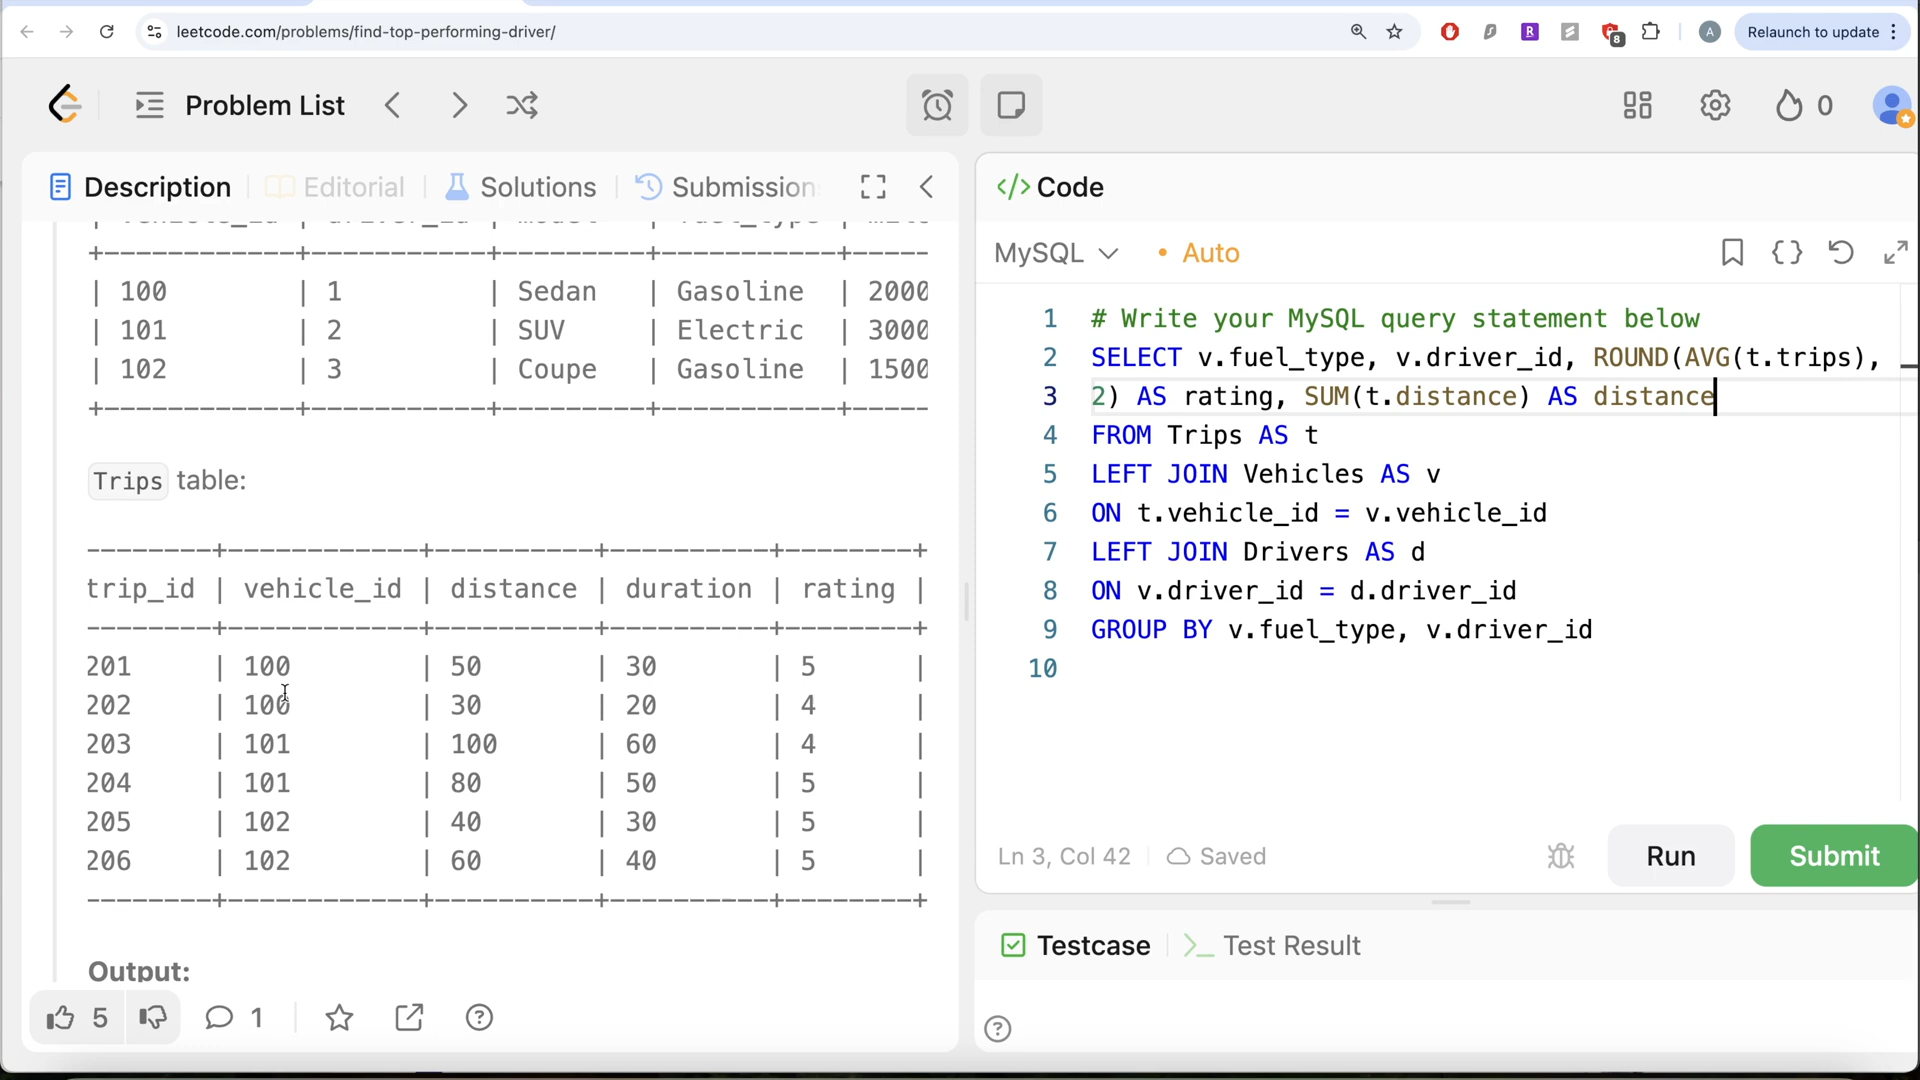 leetcode.com/problems/find-top-performing-driver/
8
A
Relaunch to update
Problem List
0
Description
Editorial
Solutions
Submission
| vehicle_id | driver_id | model | fuel_type |
+-------------+-----------+---------+-----------+-----
| 100 | 1 | Sedan | Gasoline | 2000
| 101 | 2 | SUV | Electric | 3000
| 102 | 3 | Coupe | Gasoline | 1500
+-------------+-----------+---------+-----------+-----
Trips table:
--------+------------+----------+----------+--------+
trip_id | vehicle_id | distance | duration | rating |
--------+------------+----------+----------+--------+
201 | 100 | 50 | 30 | 5 |
202 | 100 | 30 | 20 | 4 |
203 | 101 | 100 | 60 | 4 |
204 | 101 | 80 | 50 | 5 |
205 | 102 | 40 | 30 | 5 |
206 | 102 | 60 | 40 | 5 |
--------+------------+----------+----------+--------+
Output:
5
1
</> Code
MySQL
• Auto
1 # Write your MySQL query statement below
2 SELECT v.fuel_type, v.driver_id, ROUND(AVG(t.trips),
3 2) AS rating, SUM(t.distance) AS distance
4 FROM Trips AS t
5 LEFT JOIN Vehicles AS v
6 ON t.vehicle_id = v.vehicle_id
7 LEFT JOIN Drivers AS d
8 ON v.driver_id = d.driver_id
9 GROUP BY v.fuel_type, v.driver_id
10
Ln 3, Col 42
Saved
Run
Submit
Testcase
>_ Test Result